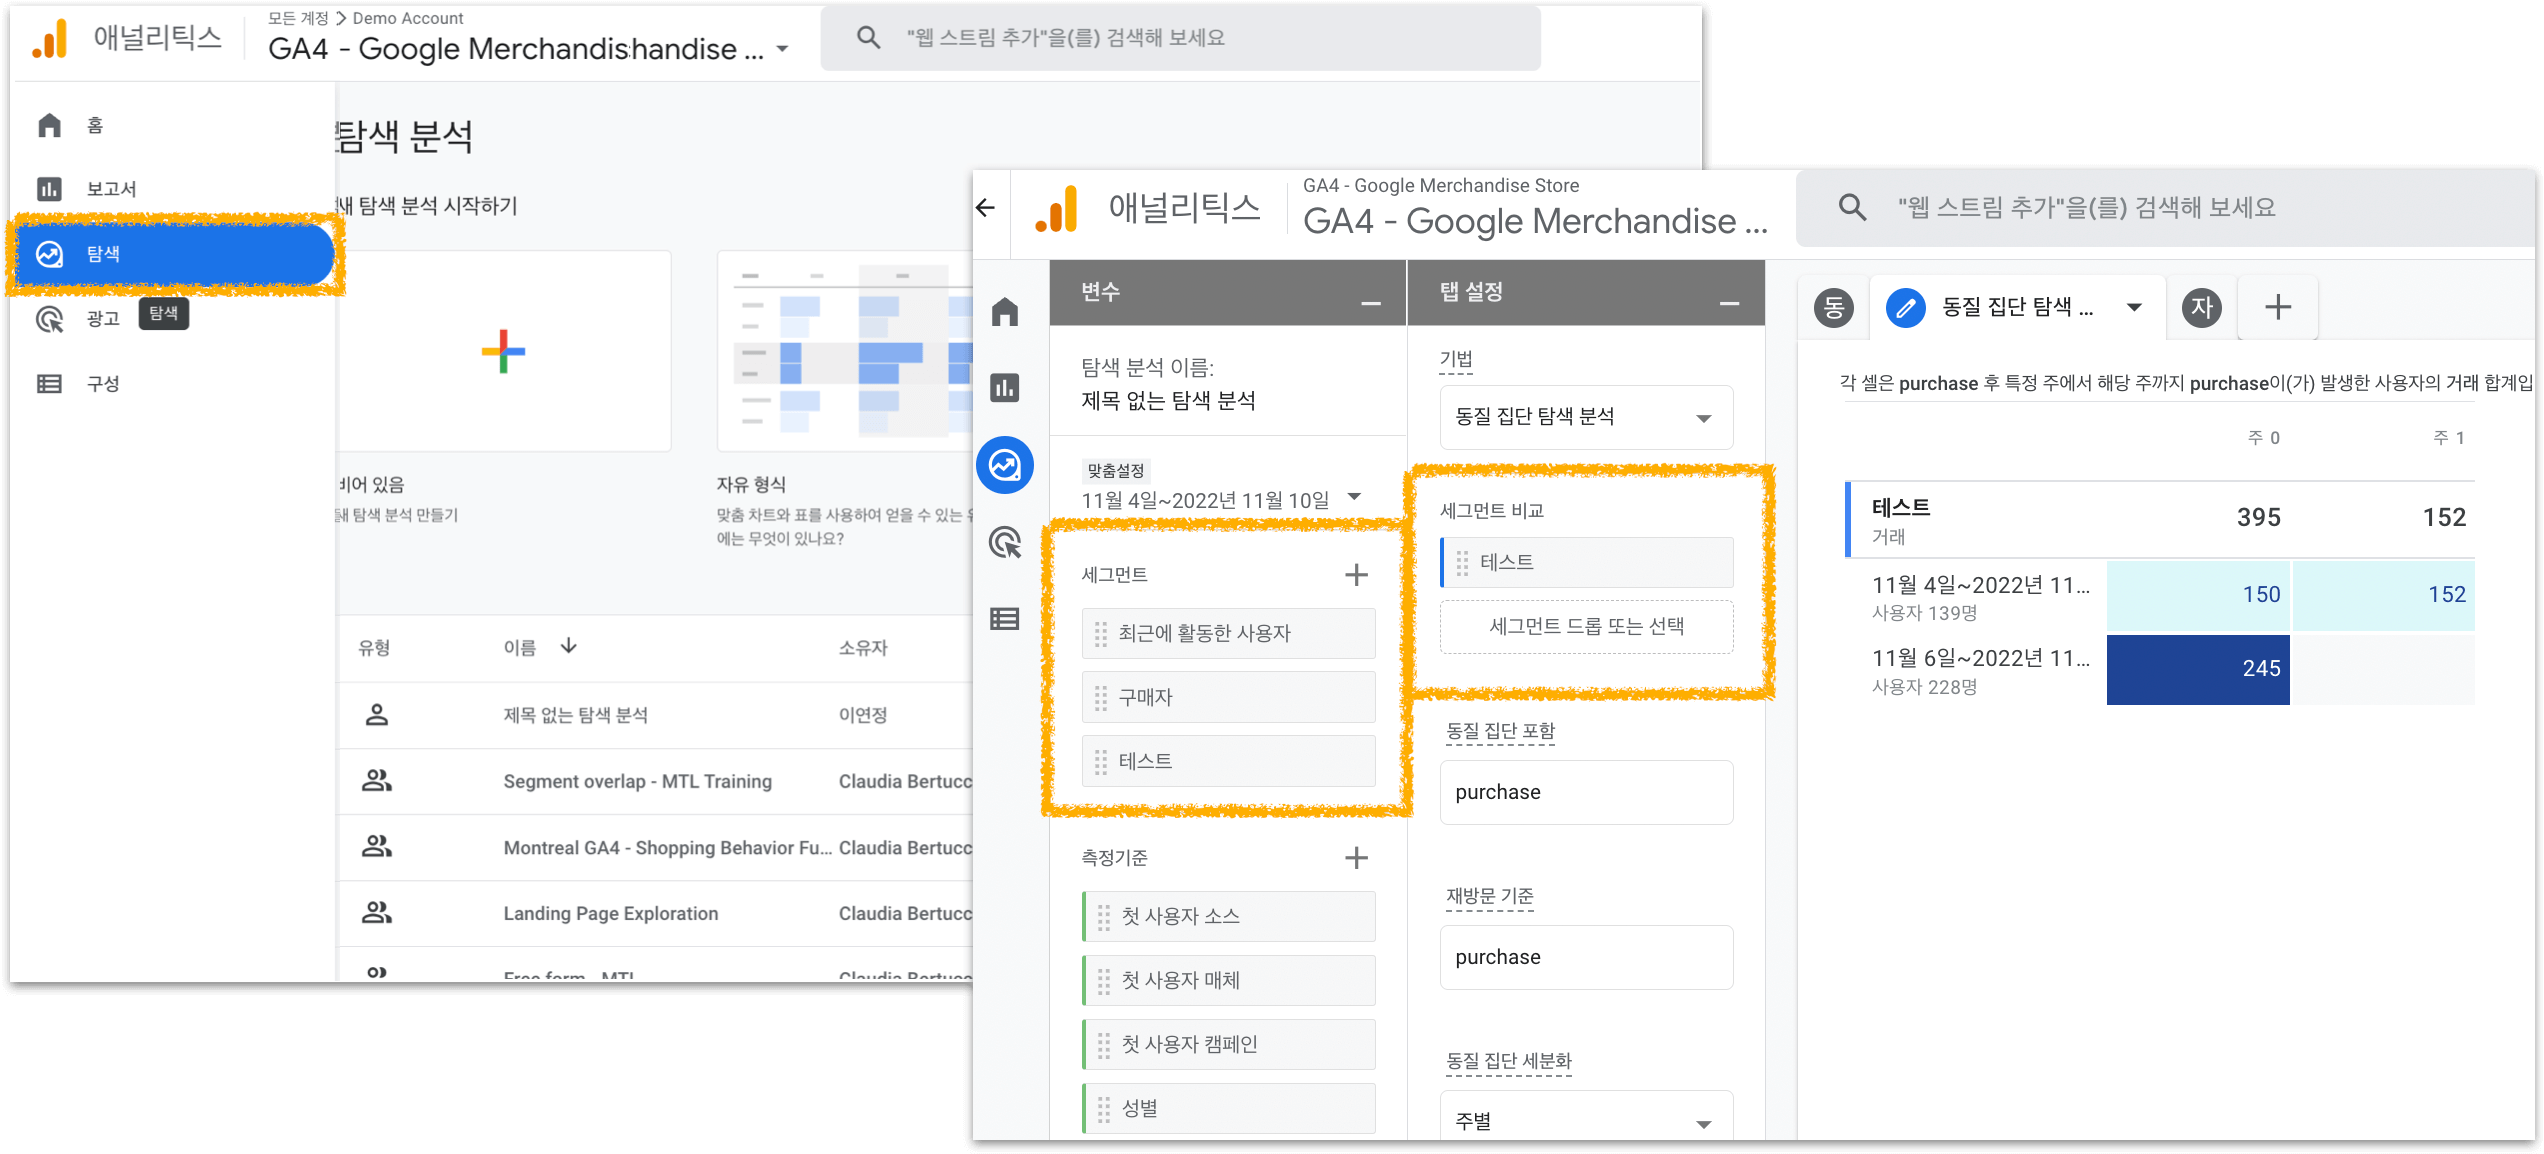 애널리틱스
모든 계정 > Demo Account
GA4 - Google Merchandishandise ...
"웹 스트림 추가"을(를) 검색해 보세요
홈
보고서
탐색
광고
탐색
구성
탐색 분석
새 탐색 분석 시작하기
비어 있음
새 탐색 분석 만들기
자유 형식
맞춤 차트와 표를 사용하여 얻을 수 있는
에는 무엇이 있나요?
유형 이름 소유자
제목 없는 탐색 분석 이연정
Segment overlap - MTL Training Claudia Bertucc
Montreal GA4 - Shopping Behavior Fu... Claudia Bertucc
Landing Page Exploration Claudia Bertucc
Free form - MTL Claudia Bertucc
애널리틱스
GA4 - Google Merchandise Store
GA4 - Google Merchandise ...
"웹 스트림 추가"을(를) 검색해 보세요
변수
탐색 분석 이름:
제목 없는 탐색 분석
맞춤설정
11월 4일~2022년 11월 10일
세그먼트
최근에 활동한 사용자
구매자
테스트
측정기준
첫 사용자 소스
첫 사용자 매체
첫 사용자 캠페인
성별
탭 설정
기법
동질 집단 탐색 분석
세그먼트 비교
테스트
세그먼트 드롭 또는 선택
동질 집단 포함
purchase
재방문 기준
purchase
동질 집단 세분화
주별
동
동질 집단 탐색 ...
자
각 셀은 purchase 후 특정 주에서 해당 주까지 purchase이(가) 발생한 사용자의 거래 합계입
주 0 주 1
테스트 395 152
거래
11월 4일~2022년 11... 150 152
사용자 139명
11월 6일~2022년 11... 245
사용자 228명